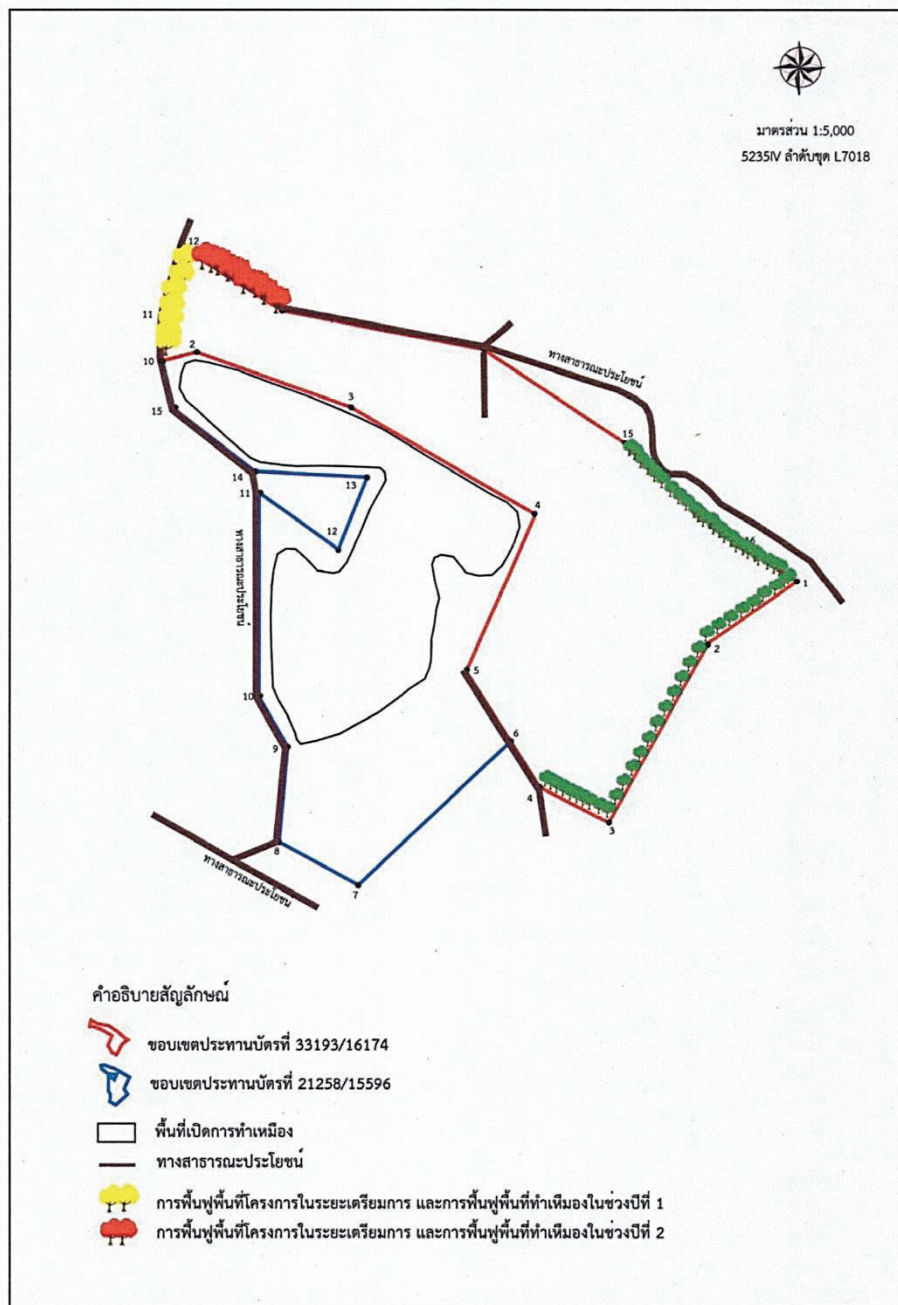 มาตรส่วน 1:5,000
5235IV ลำดับชุด L7018
12
11
10
2
3
15
14
13
11
12
4
ทางสาธารณะประโยชน์
15
16
1
2
ทางสาธารณะประโยชน์
5
10
6
9
4
3
8
7
ทางสาธารณะประโยชน์
คำอธิบายสัญลักษณ์
ขอบเขตประทานบัตรที่ 33193/16174
ขอบเขตประทานบัตรที่ 21258/15596
พื้นที่เปิดการทำเหมือง
ทางสาธารณะประโยชน์
การฟื้นฟูพื้นที่โครงการในระยะเตรียมการ และการฟื้นฟูพื้นที่ทำเหมืองในช่วงปีที่ 1
การฟื้นฟูพื้นที่โครงการในระยะเตรียมการ และการฟื้นฟูพื้นที่ทำเหมืองในช่วงปีที่ 2